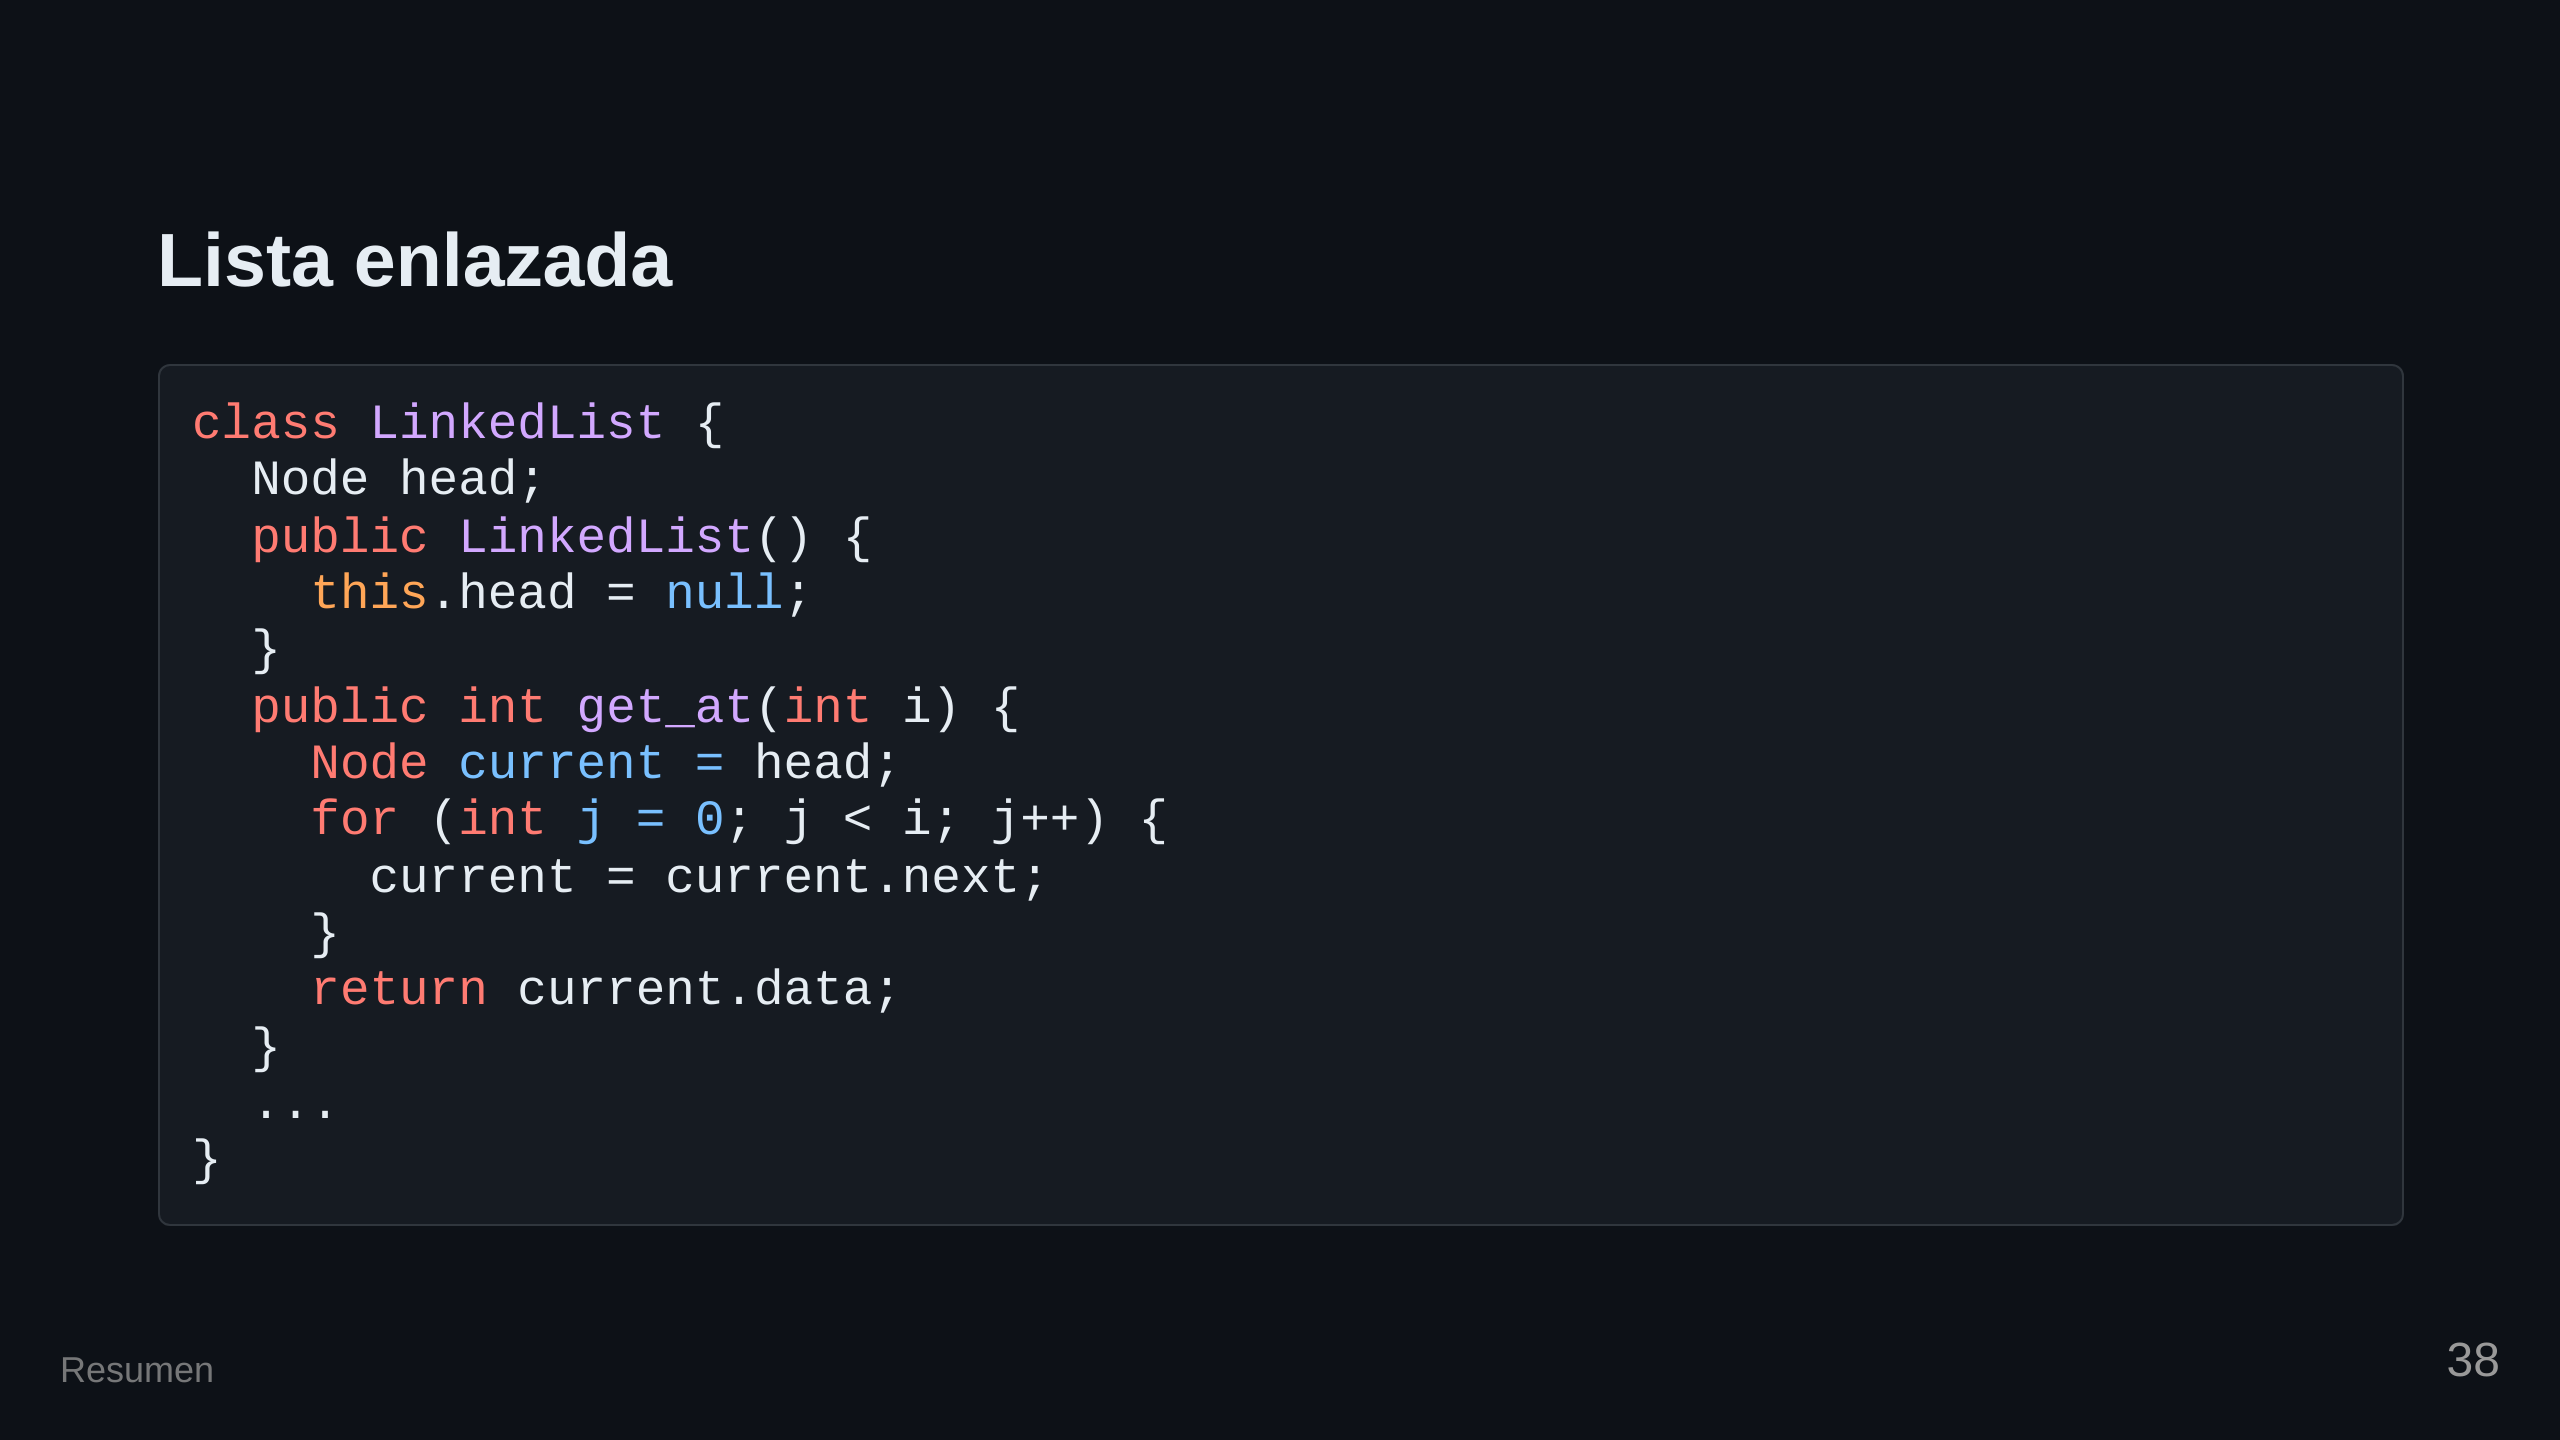 Lista enlazada
class LinkedList {
  Node head;
  public LinkedList() {
    this.head = null;
  }
  public int get_at(int i) {
    Node current = head;
    for (int j = 0; j < i; j++) {
      current = current.next;
    }
    return current.data;
  }
  ...
}
Resumen
38